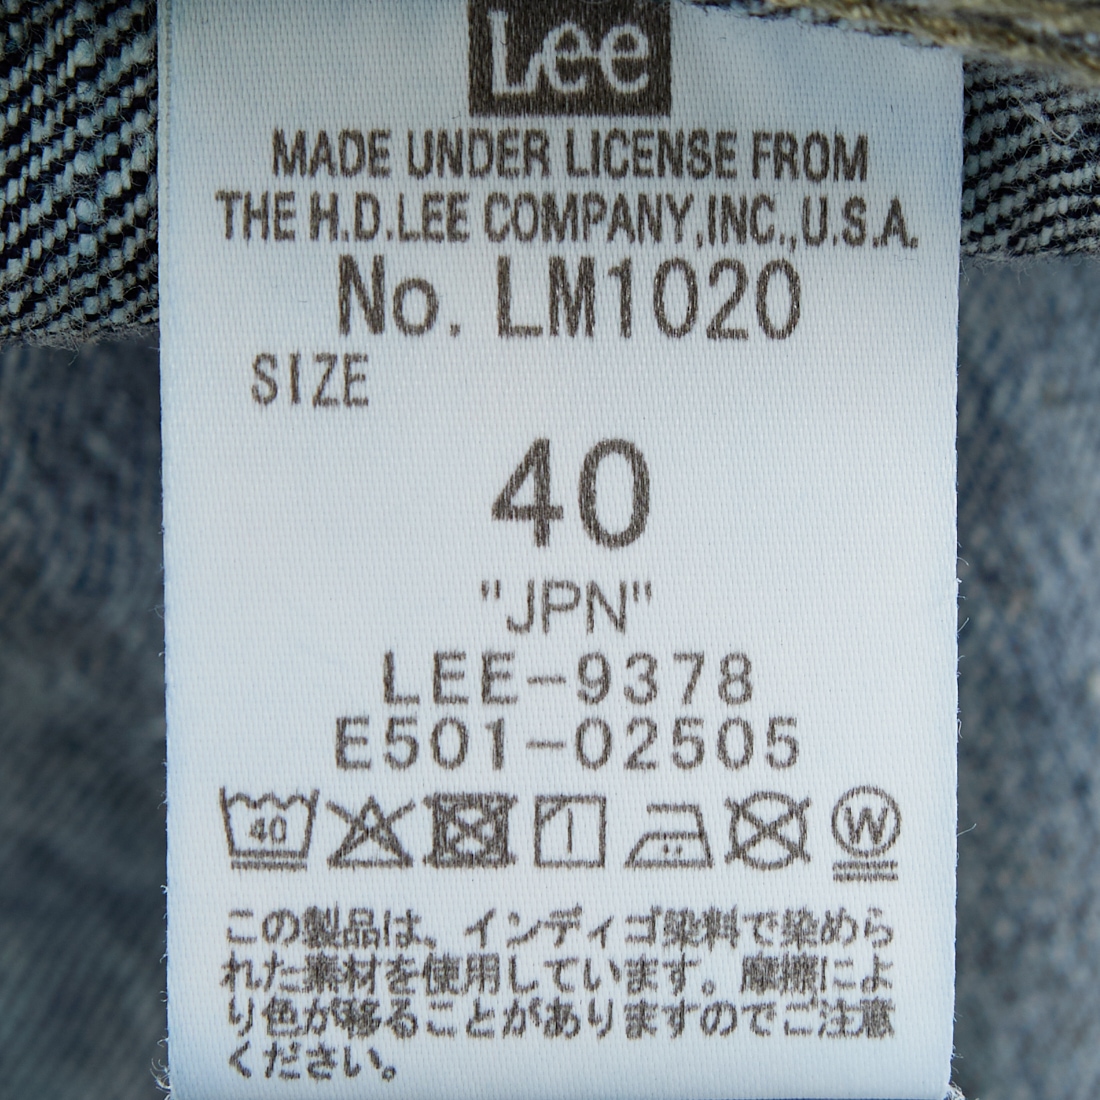 Lee
MADE UNDER LICENSE FROM
THE H.D.LEE COMPANY,INC.,U.S.A.
No. LM1020
SIZE
40
"JPN"
LEE-9378
E501-02505
40 W
この製品は、インディゴ染料で染めら
れた素材を使用しています。摩擦によ
り色が移ることがありますのでご注意
ください。